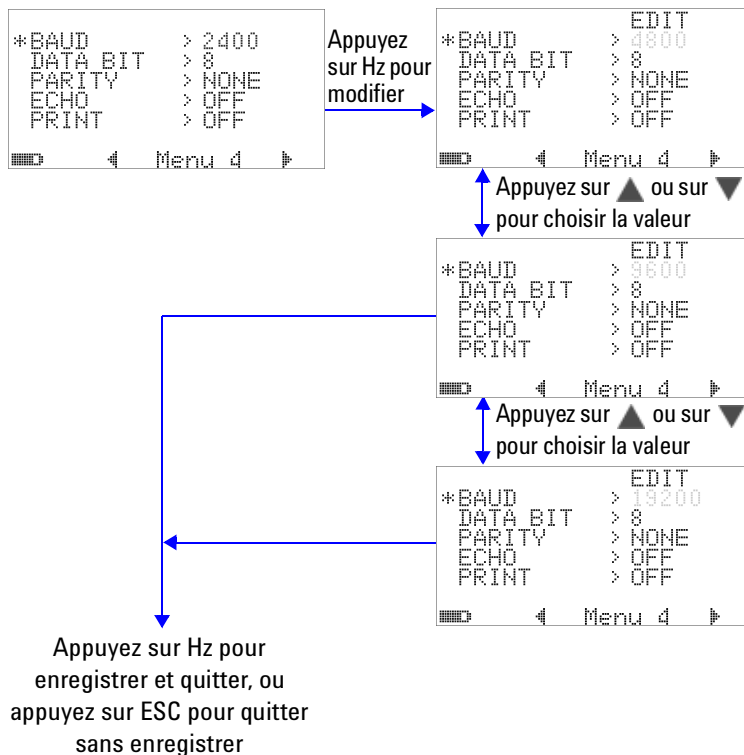 *BAUD > 2400
DATA BIT > 8
PARITY > NONE
ECHO > OFF
PRINT > OFF
Menu 4
Appuyez
sur Hz pour
modifier
EDIT
*BAUD > 4800
DATA BIT > 8
PARITY > NONE
ECHO > OFF
PRINT > OFF
Menu 4
Appuyez sur ▲ ou sur ▼
pour choisir la valeur
EDIT
*BAUD > 9600
DATA BIT > 8
PARITY > NONE
ECHO > OFF
PRINT > OFF
Menu 4
Appuyez sur ▲ ou sur ▼
pour choisir la valeur
EDIT
*BAUD > 19200
DATA BIT > 8
PARITY > NONE
ECHO > OFF
PRINT > OFF
Menu 4
Appuyez sur Hz pour
enregistrer et quitter, ou
appuyez sur ESC pour quitter
sans enregistrer